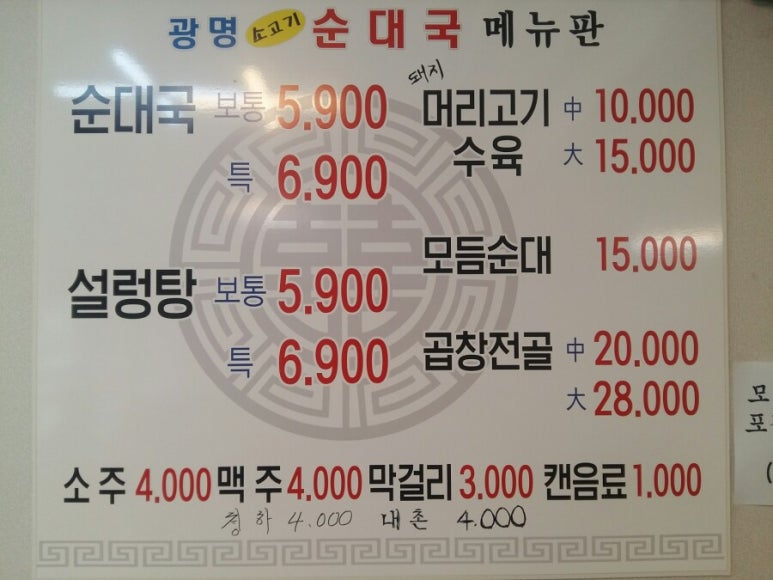 광명 소고기 순대국 메뉴판
순대국 보통 5.900
특 6.900
설렁탕 보통 5.900
특 6.900
돼지
머리고기 中 10.000
수육 大 15.000
모듬순대 15.000
곱창전골 中 20.000
大 28.000
소주 4.000 맥주 4.000 막걸리 3.000 캔음료 1.000
청하 4.000 대촌 4.000
모
포
(